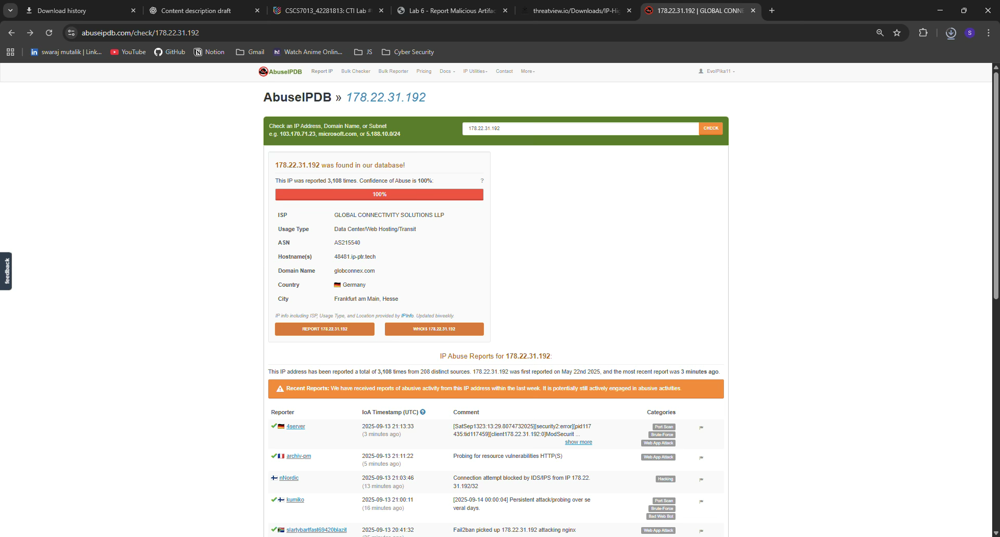 Download history
Content description draft
CSCS7013_42281813: CTI Lab #
Lab 6 - Report Malicious Artifac
threatview.io/Downloads/IP-Hig
178.22.31.192 | GLOBAL CONNE
abuseipdb.com/check/178.22.31.192
S
swaraj mutalik | Link...
YouTube
GitHub
Notion
Gmail
Watch Anime Onlin...
JS
Cyber Security
AbuseIPDB
Report IP
Bulk Checker
Bulk Reporter
Pricing
Docs
IP Utilities
Contact
More
EvolPika11
AbuseIPDB » 178.22.31.192
Check an IP Address, Domain Name, or Subnet
e.g. 103.170.71.23, microsoft.com, or 5.188.10.0/24
178.22.31.192
CHECK
178.22.31.192 was found in our database!
This IP was reported 3,108 times. Confidence of Abuse is 100%:
?
100%
ISP GLOBAL CONNECTIVITY SOLUTIONS LLP
Usage Type Data Center/Web Hosting/Transit
ASN AS215540
Hostname(s) 48481.ip-ptr.tech
Domain Name globconnex.com
Country Germany
City Frankfurt am Main, Hesse
IP info including ISP, Usage Type, and Location provided by IPInfo. Updated biweekly.
REPORT 178.22.31.192
WHOIS 178.22.31.192
feedback
IP Abuse Reports for 178.22.31.192:
This IP address has been reported a total of 3,108 times from 208 distinct sources. 178.22.31.192 was first reported on May 22nd 2025, and the most recent report was 3 minutes ago.
Recent Reports: We have received reports of abusive activity from this IP address within the last week. It is potentially still actively engaged in abusive activities.
Reporter IoA Timestamp (UTC) Comment Categories
4server
2025-09-13 21:13:33
(3 minutes ago)
[SatSep1323:13:29.8074732025][security2:error][pid117
435:tid117459][client178.22.31.192:0]ModSecurit ...
show more
Port Scan
Brute-Force
Web App Attack
archiv-pm
2025-09-13 21:11:22
(5 minutes ago)
Probing for resource vulnerabilities HTTP(S)
Web App Attack
nNordic
2025-09-13 21:03:46
(13 minutes ago)
Connection attempt blocked by IDS/IPS from IP 178.22.
31.192/32
Hacking
kumiko
2025-09-13 21:00:11
(16 minutes ago)
[2025-09-14 00:00:04] Persistent attack/probing over se
veral days.
Port Scan
Brute-Force
Bad Web Bot
slartybartfast69420blazit
2025-09-13 20:41:32
Fail2ban picked up 178.22.31.192 attacking nginx
Web App Attack